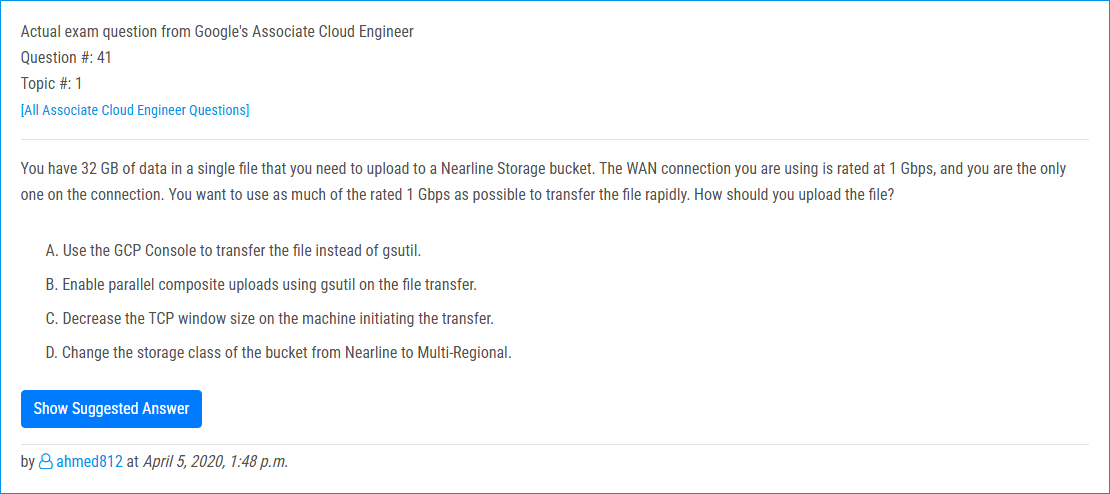 Actual exam question from Google's Associate Cloud Engineer
Question #: 41
Topic #: 1
[All Associate Cloud Engineer Questions]
You have 32 GB of data in a single file that you need to upload to a Nearline Storage bucket. The WAN connection you are using is rated at 1 Gbps, and you are the only
one on the connection. You want to use as much of the rated 1 Gbps as possible to transfer the file rapidly. How should you upload the file?
A. Use the GCP Console to transfer the file instead of gsutil.
B. Enable parallel composite uploads using gsutil on the file transfer.
C. Decrease the TCP window size on the machine initiating the transfer.
D. Change the storage class of the bucket from Nearline to Multi-Regional.
Show Suggested Answer
by ahmed812 at April 5, 2020, 1:48 p.m.